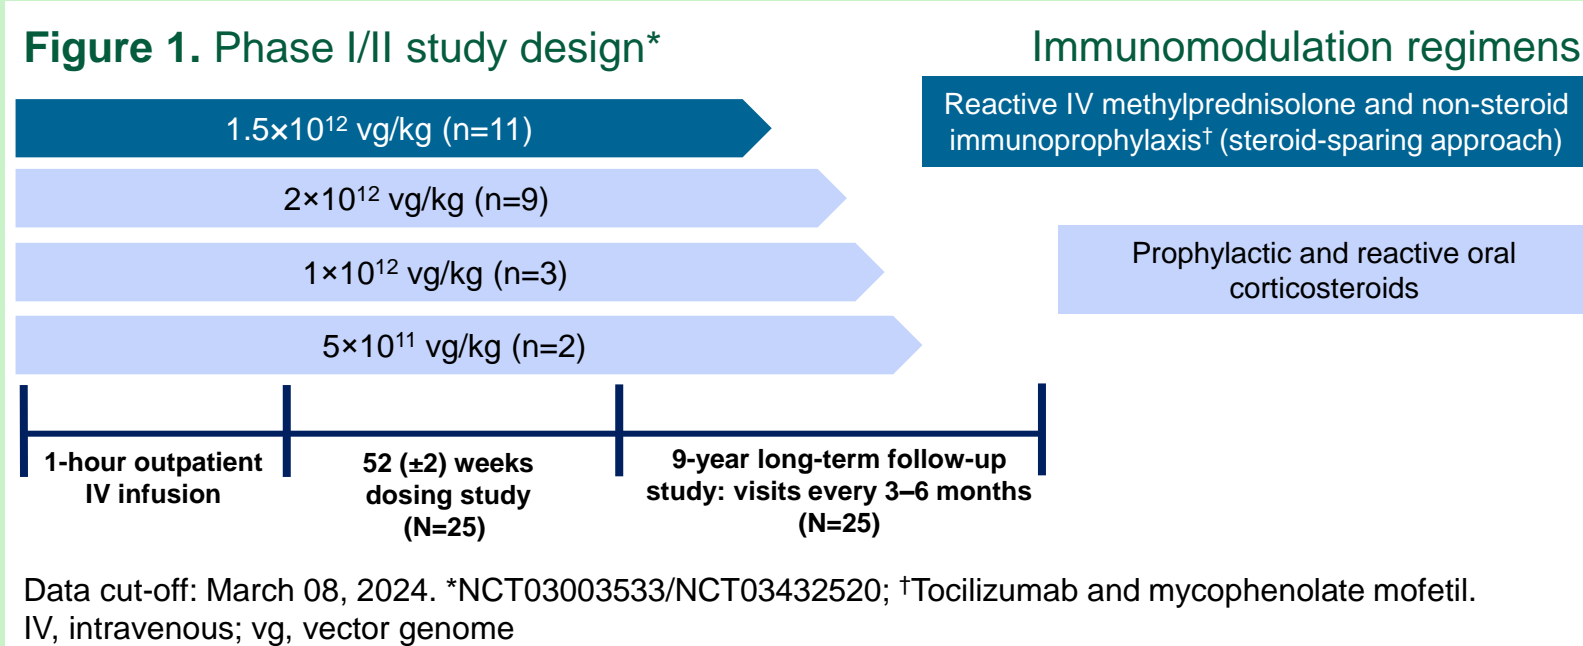 Figure 1. Phase I/II study design*
Immunomodulation regimens
1.5×10¹² vg/kg (n=11)
2×10¹² vg/kg (n=9)
1×10¹² vg/kg (n=3)
5×10¹¹ vg/kg (n=2)
Reactive IV methylprednisolone and non-steroid
immunoprophylaxis† (steroid-sparing approach)
Prophylactic and reactive oral
corticosteroids
1-hour outpatient
IV infusion
52 (±2) weeks
dosing study
(N=25)
9-year long-term follow-up
study: visits every 3–6 months
(N=25)
Data cut-off: March 08, 2024. *NCT03003533/NCT03432520; †Tocilizumab and mycophenolate mofetil.
IV, intravenous; vg, vector genome